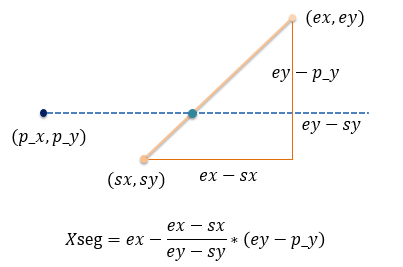 (ex, ey)
ey − p_y
(p_x, p_y)
ey − sy
(sx, sy)
ex − sx
Xseg = ex − \frac{ex − sx}{ey − sy} * (ey − p_y)